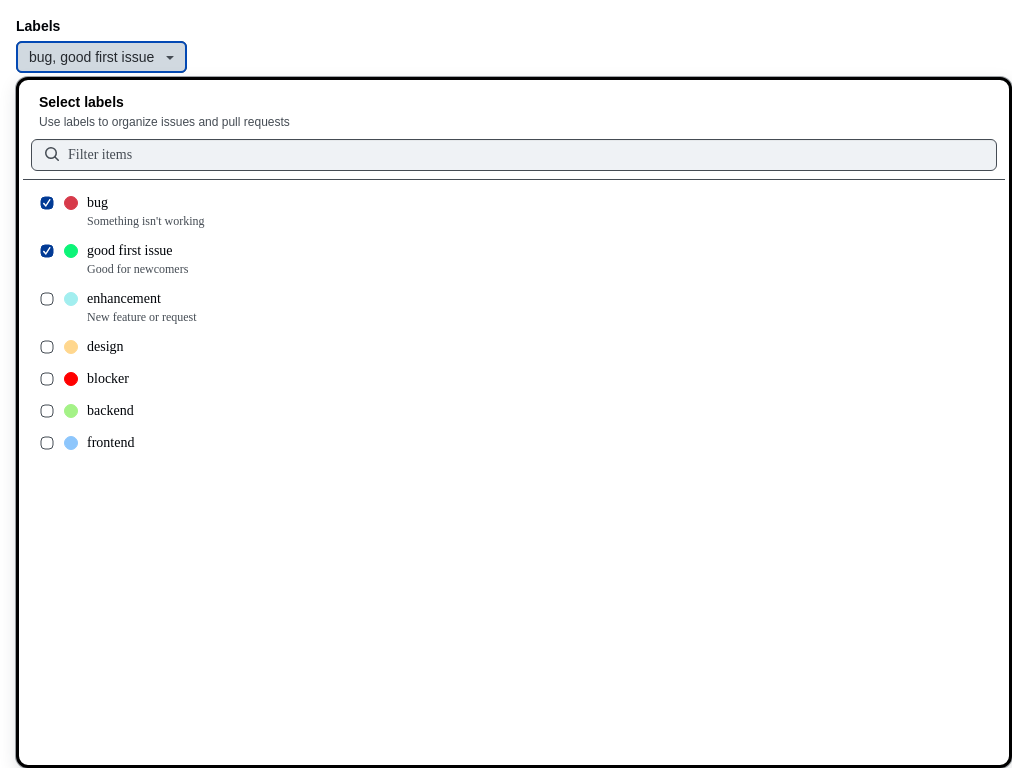 Labels
bug, good first issue
Select labels
Use labels to organize issues and pull requests
Filter items
bug
Something isn't working
good first issue
Good for newcomers
enhancement
New feature or request
design
blocker
backend
frontend